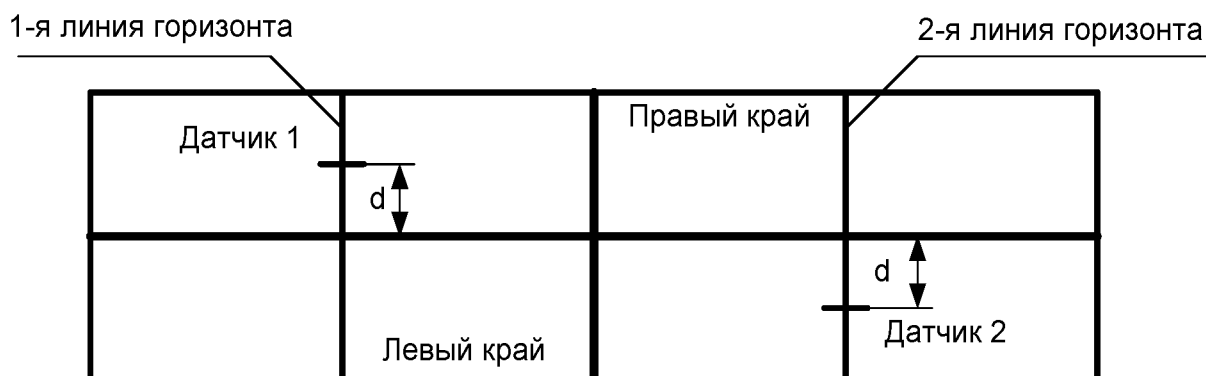 1-я линия горизонта
2-я линия горизонта
Правый край
Датчик 1
d
d
Датчик 2
Левый край